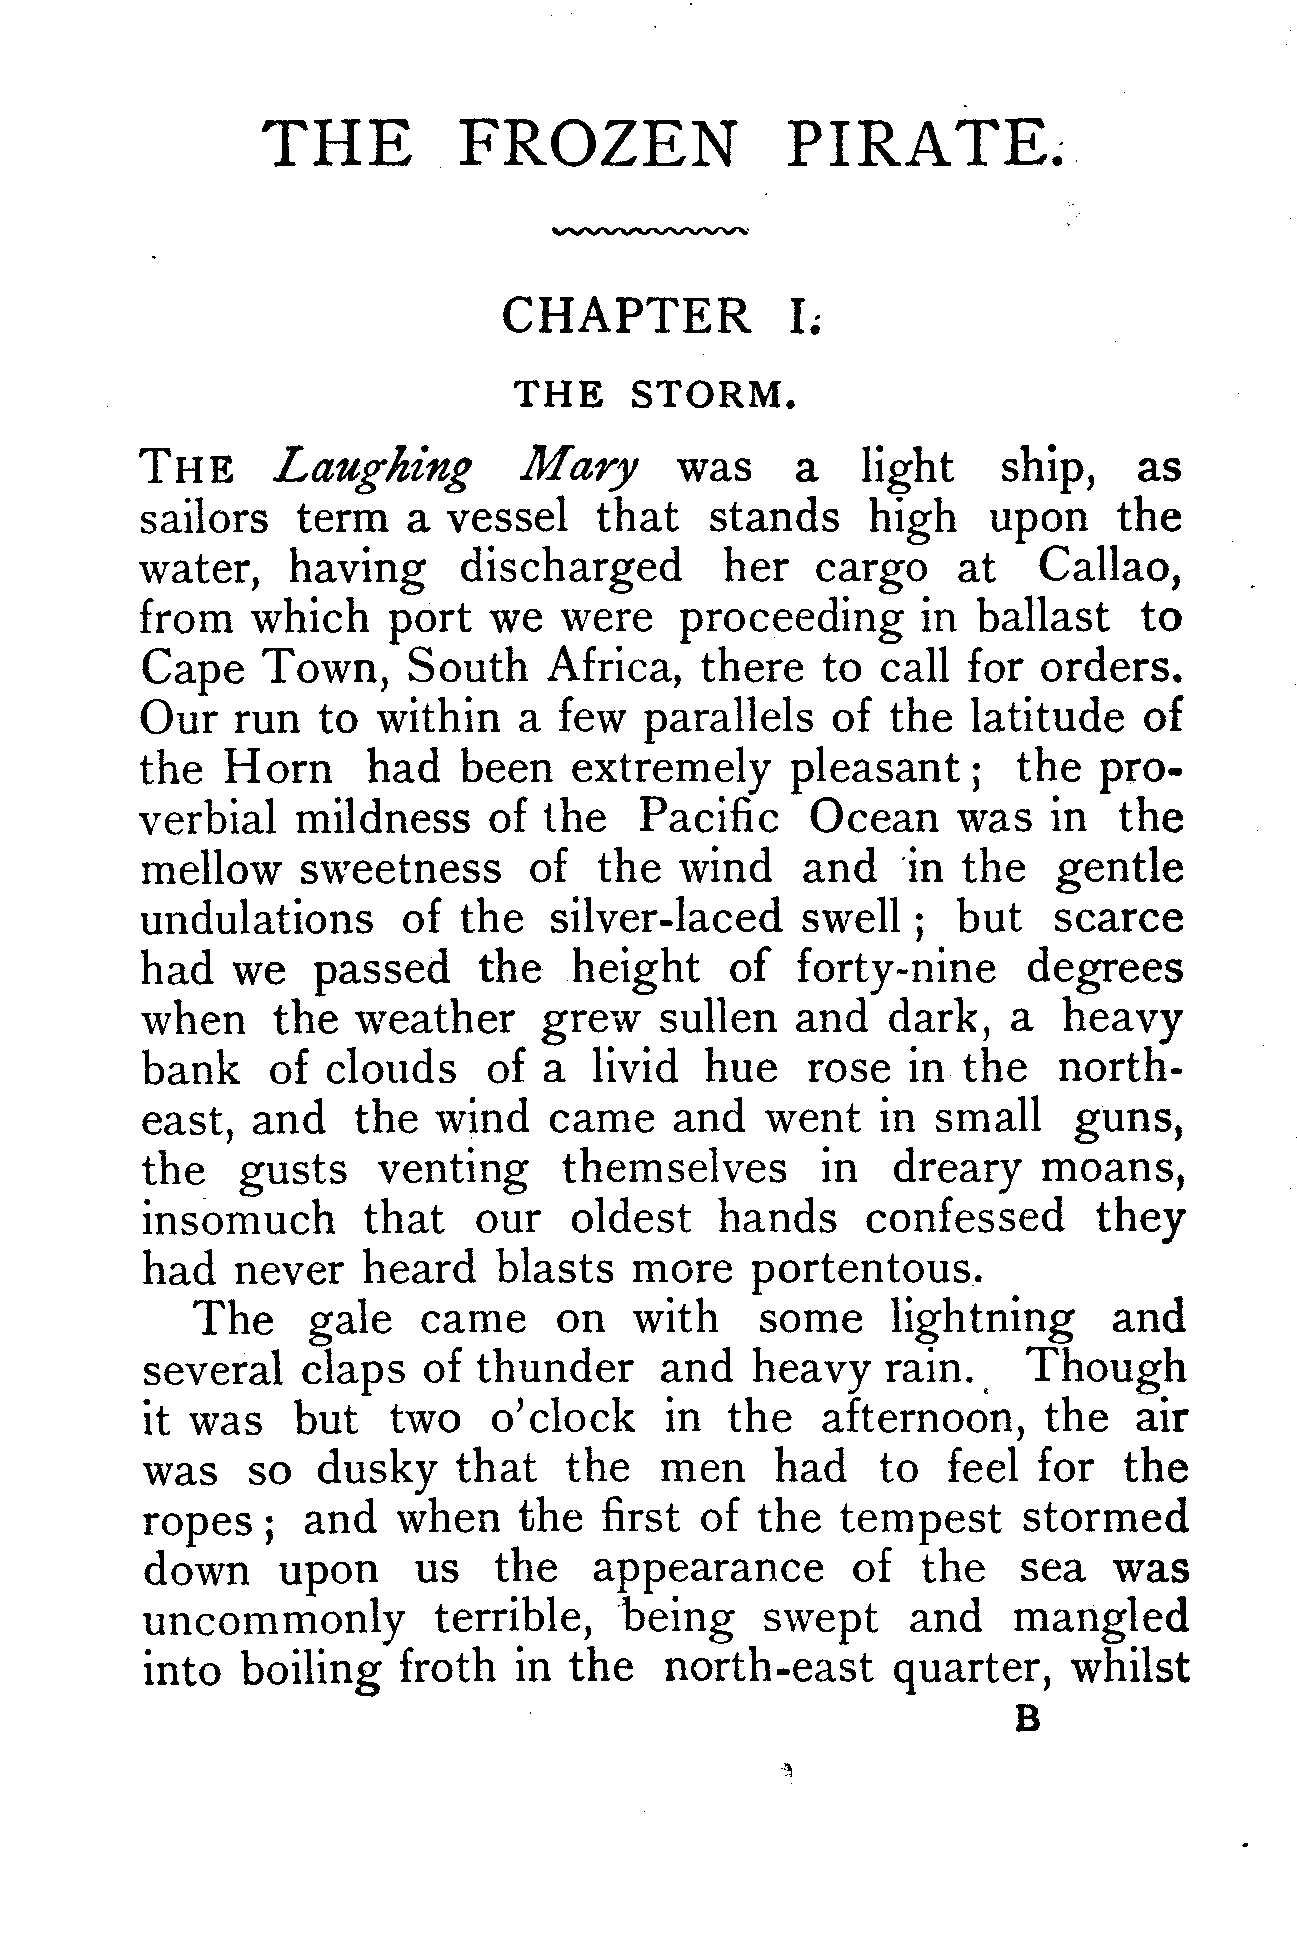 THE FROZEN PIRATE.
CHAPTER I.
THE STORM.
THE Laughing Mary was a light ship, as
sailors term a vessel that stands high upon the
water, having discharged her cargo at Callao,
from which port we were proceeding in ballast to
Cape Town, South Africa, there to call for orders.
Our run to within a few parallels of the latitude of
the Horn had been extremely pleasant; the pro-
verbial mildness of the Pacific Ocean was in the
mellow sweetness of the wind and in the gentle
undulations of the silver-laced swell; but scarce
had we passed the height of forty-nine degrees
when the weather grew sullen and dark, a heavy
bank of clouds of a livid hue rose in the north-
east, and the wind came and went in small guns,
the gusts venting themselves in dreary moans,
insomuch that our oldest hands confessed they
had never heard blasts more portentous.
The gale came on with some lightning and
several claps of thunder and heavy rain. Though
it was but two o'clock in the afternoon, the air
was so dusky that the men had to feel for the
ropes; and when the first of the tempest stormed
down upon us the appearance of the sea was
uncommonly terrible, being swept and mangled
into boiling froth in the north-east quarter, whilst
B